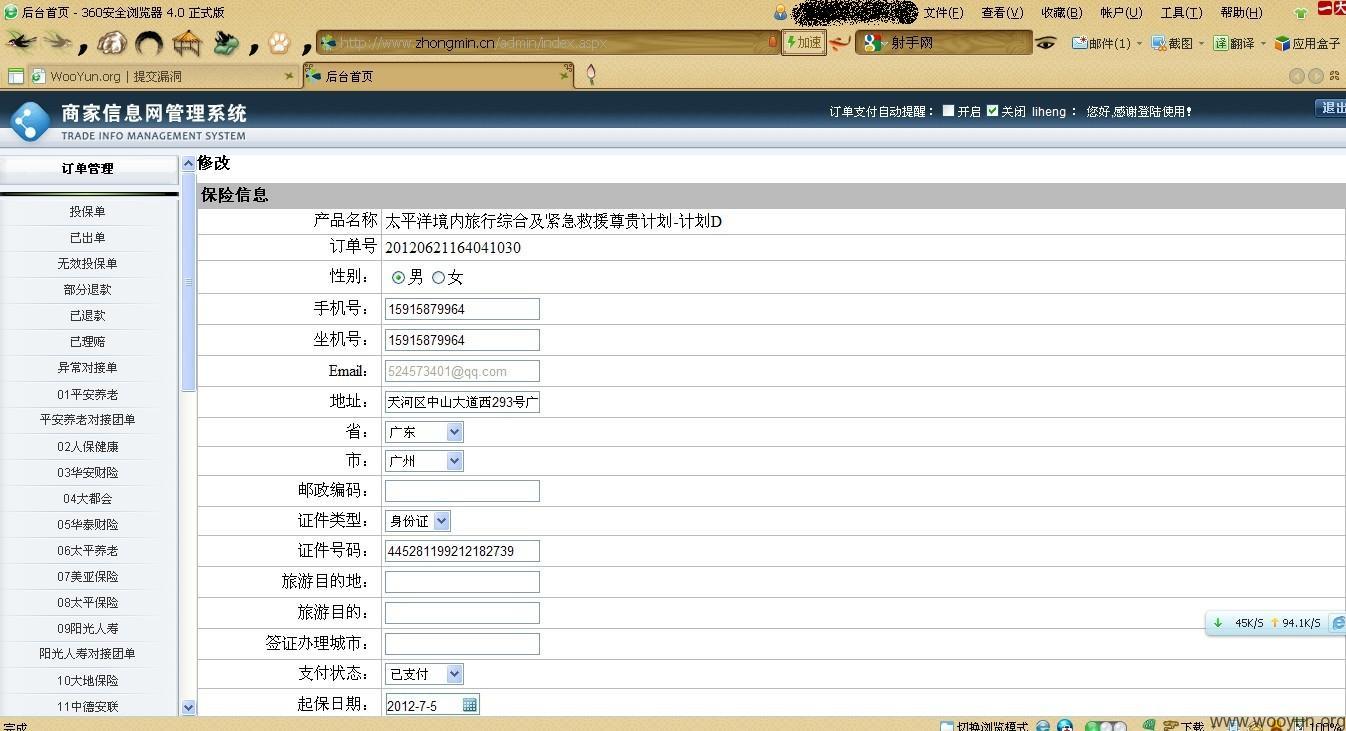 后台首页 - 360安全浏览器 4.0 正式版
文件(F) 查看(V) 收藏(B) 帐户(U) 工具(T) 帮助(H)
http://www.zhongmin.cn/admin/index.aspx
加速
射手网
邮件(1) 截图 翻译 应用盒子
WooYun.org | 提交漏洞
后台首页
商家信息网管理系统
TRADE INFO MANAGEMENT SYSTEM
订单支付自动提醒： 开启 关闭 liheng ： 您好,感谢登陆使用!
退出
订单管理
投保单
已出单
无效投保单
部分退款
已退款
已理赔
异常对接单
01平安养老
平安养老对接团单
02人保健康
03华安财险
04大都会
05华泰财险
06太平养老
07美亚保险
08太平保险
09阳光人寿
阳光人寿对接团单
10大地保险
11中德安联
修改
保险信息
产品名称 太平洋境内旅行综合及紧急救援尊贵计划-计划D
订单号 20120621164041030
性别： 男 女
手机号： 15915879964
坐机号： 15915879964
Email： 524573401@qq.com
地址： 天河区中山大道西293号广
省： 广东
市： 广州
邮政编码：
证件类型： 身份证
证件号码： 445281199212182739
旅游目的地：
旅游目的：
签证办理城市：
支付状态： 已支付
起保日期： 2012-7-5
45K/S 94.1K/S
完成
切换浏览模式
下载
100%
www.wooyun.org